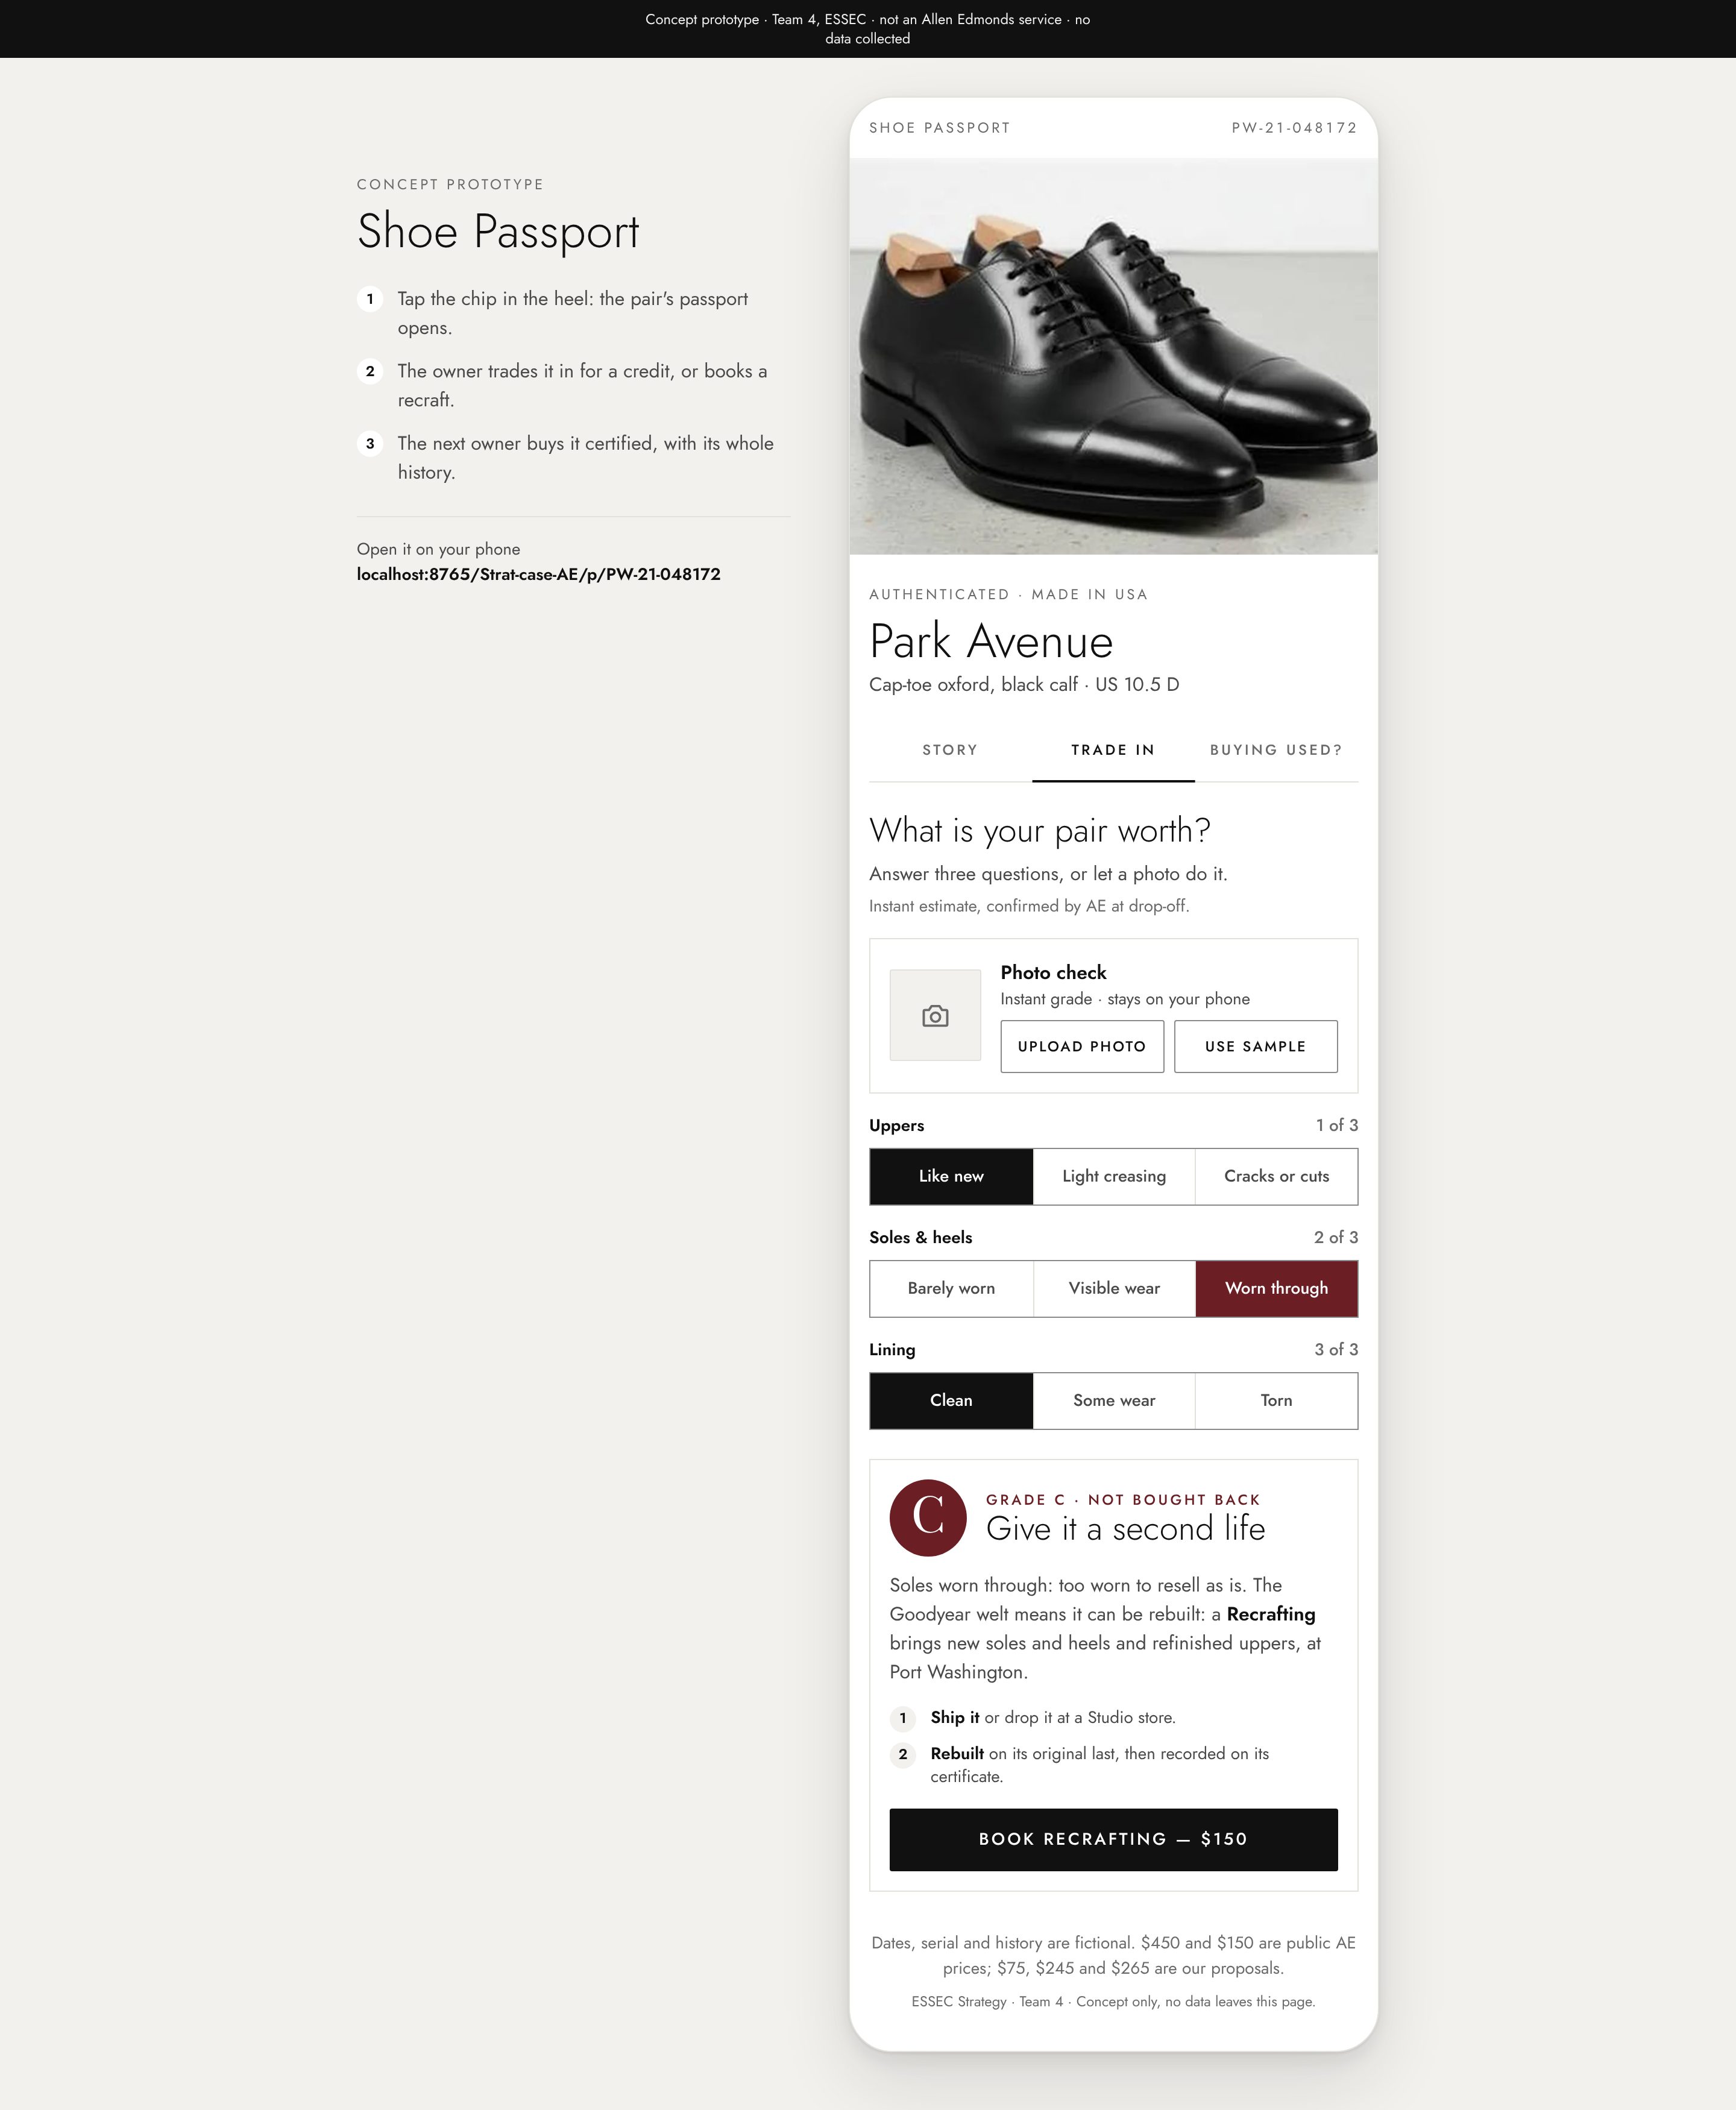 Concept prototype · Team 4, ESSEC · not an Allen Edmonds service · no
data collected
CONCEPT PROTOTYPE
Shoe Passport
1 Tap the chip in the heel: the pair's passport
opens.
2 The owner trades it in for a credit, or books a
recraft.
3 The next owner buys it certified, with its whole
history.
Open it on your phone
localhost:8765/Strat-case-AE/p/PW-21-048172
SHOE PASSPORT PW-21-048172
AUTHENTICATED · MADE IN USA
Park Avenue
Cap-toe oxford, black calf · US 10.5 D
STORY TRADE IN BUYING USED?
What is your pair worth?
Answer three questions, or let a photo do it.
Instant estimate, confirmed by AE at drop-off.
Photo check
Instant grade · stays on your phone
UPLOAD PHOTO USE SAMPLE
Uppers 1 of 3
Like new Light creasing Cracks or cuts
Soles & heels 2 of 3
Barely worn Visible wear Worn through
Lining 3 of 3
Clean Some wear Torn
C
GRADE C · NOT BOUGHT BACK
Give it a second life
Soles worn through: too worn to resell as is. The
Goodyear welt means it can be rebuilt: a Recrafting
brings new soles and heels and refinished uppers, at
Port Washington.
1 Ship it or drop it at a Studio store.
2 Rebuilt on its original last, then recorded on its
certificate.
BOOK RECRAFTING — $150
Dates, serial and history are fictional. $450 and $150 are public AE
prices; $75, $245 and $265 are our proposals.
ESSEC Strategy · Team 4 · Concept only, no data leaves this page.